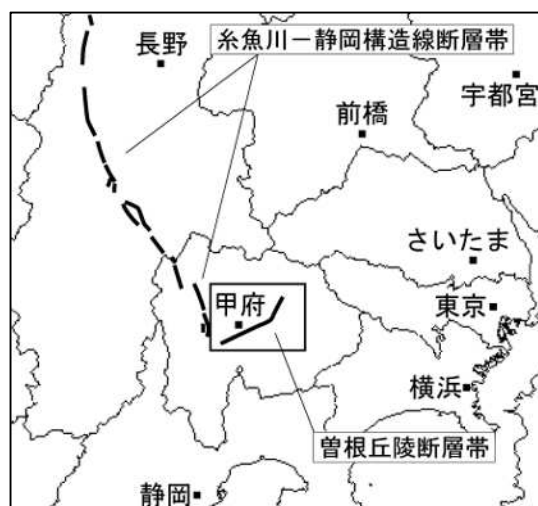 長野
糸魚川－静岡構造線断層帯
宇都宮
前橋
さいたま
甲府
東京
横浜
曽根丘陵断層帯
静岡